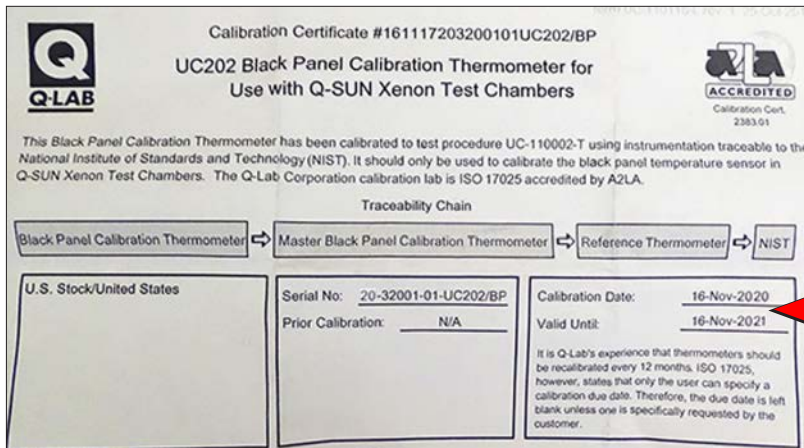 Calibration Certificate #161117203200101UC202/BP
UC202 Black Panel Calibration Thermometer for
Use with Q-SUN Xenon Test Chambers
Q
Q-LAB
A2LA
ACCREDITED
Calibration Cert.
2383.01
This Black Panel Calibration Thermometer has been calibrated to test procedure UC-110002-T using instrumentation traceable to the
National Institute of Standards and Technology (NIST). It should only be used to calibrate the black panel temperature sensor in
Q-SUN Xenon Test Chambers. The Q-Lab Corporation calibration lab is ISO 17025 accredited by A2LA.
Traceability Chain
Black Panel Calibration Thermometer
Master Black Panel Calibration Thermometer
Reference Thermometer
NIST
U.S. Stock/United States
Serial No: 20-32001-01-UC202/BP
Prior Calibration: N/A
Calibration Date: 16-Nov-2020
Valid Until: 16-Nov-2021
It is Q-Lab's experience that thermometers should
be recalibrated every 12 months. ISO 17025,
however, states that only the user can specify a
calibration due date. Therefore, the due date is left
blank unless one is specifically requested by the
customer.